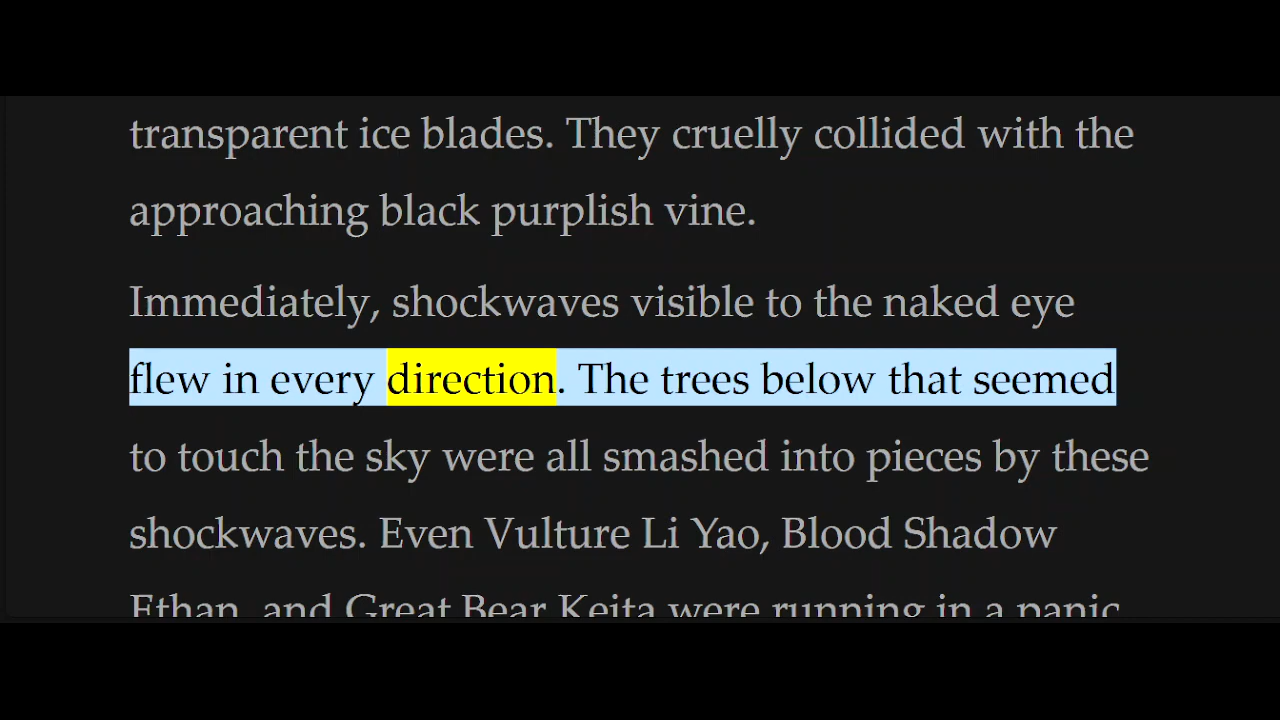 transparent ice blades. They cruelly collided with the
approaching black purplish vine.
Immediately, shockwaves visible to the naked eye
flew in every direction. The trees below that seemed
to touch the sky were all smashed into pieces by these
shockwaves. Even Vulture Li Yao, Blood Shadow
Ethan, and Great Bear Keita were running in a panic